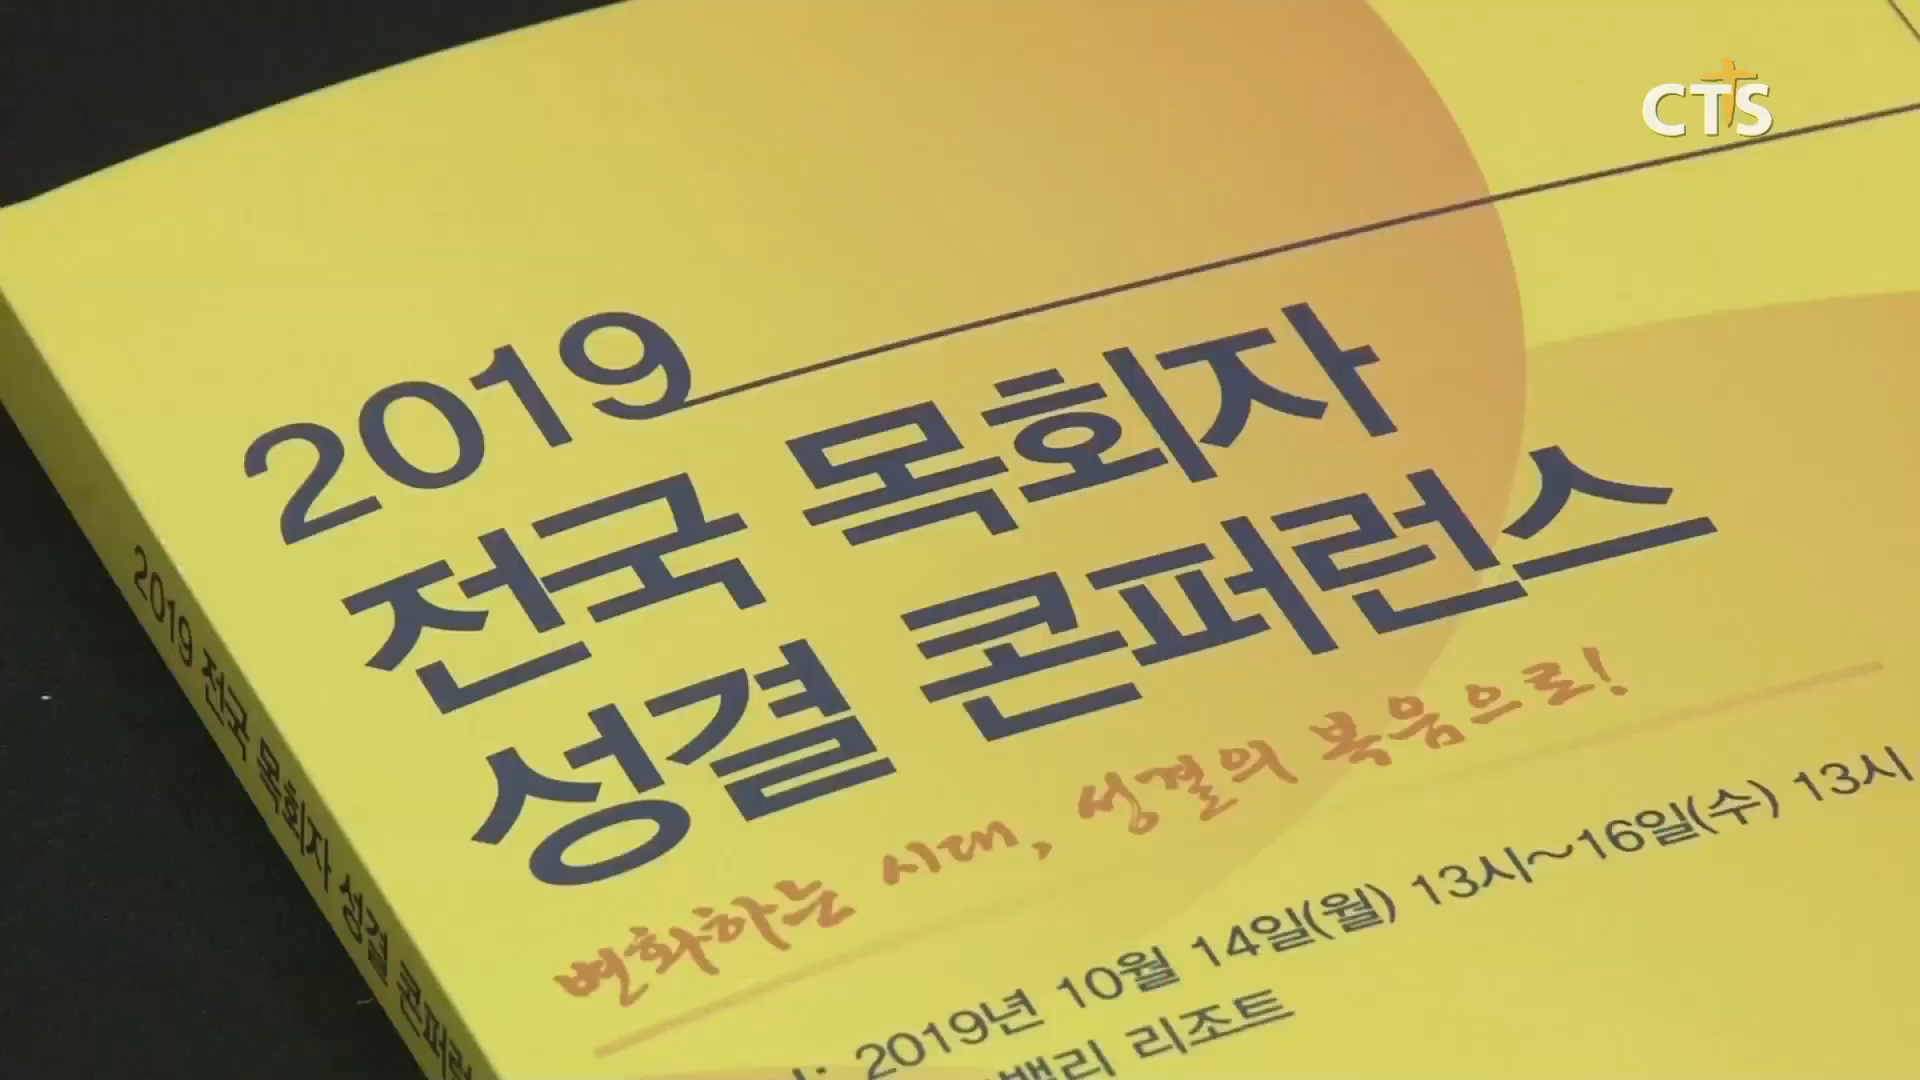 CTS
2019
전국 목회자
성결 콘퍼런스
변화하는 시대, 성결의 복음으로!
2019년 10월 14일(월) 13시~16일(수) 13시
리조트
2019 전국 목회자 성결 콘퍼런